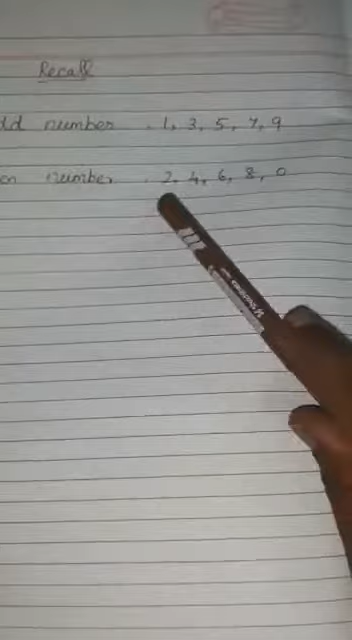 Recall
dd number . 1, 3, 5, 7, 9
en number . 2, 4, 6, 8, 0